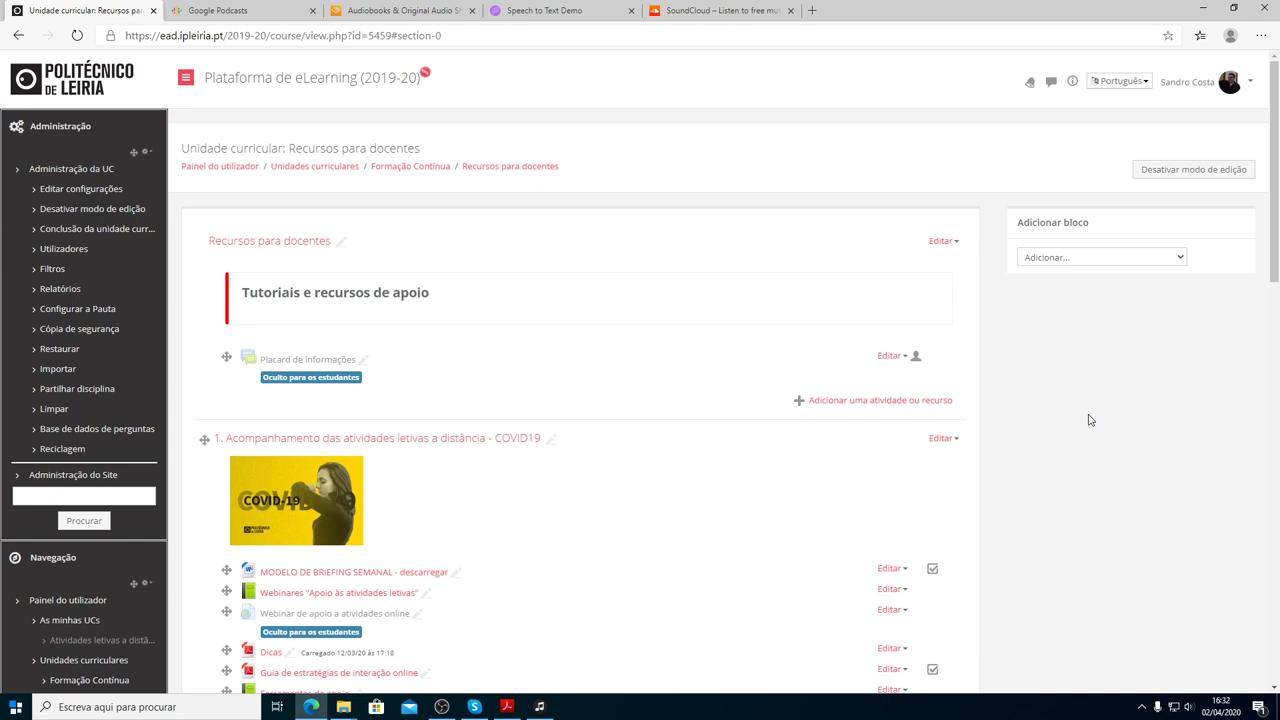 Unidade curricular: Recursos par
Google Podcasts
Podcasts - Mobilidade Audio S
Speech to Text Demo
SoundCloud – Listen to free mus
https://ead.ipleiria.pt/2019-20/course/view.php?id=5459#section-0
POLITÉCNICO
DE LEIRIA
Plataforma de eLearning (2019-20)
Português
Sandro Costa
Administração
Administração da UC
Editar configurações
Desativar modo de edição
Conclusão da unidade curr...
Utilizadores
Filtros
Relatórios
Configurar a Pauta
Cópia de segurança
Restaurar
Importar
Partilhar disciplina
Limpar
Base de dados de perguntas
Reciclagem
Administração do Site
Procurar
Navegação
Painel do utilizador
As minhas UCs
Atividades letivas a distâ...
Unidades curriculares
Formação Contínua
Unidade curricular: Recursos para docentes
Painel do utilizador / Unidades curriculares / Formação Contínua / Recursos para docentes
Desativar modo de edição
Recursos para docentes
Editar
Tutoriais e recursos de apoio
Placard de informações
Editar
Oculto para os estudantes
Adicionar uma atividade ou recurso
1. Acompanhamento das atividades letivas a distância - COVID19
Editar
COVID-19
POLITÉCNICO
DE LEIRIA
MODELO DE BRIEFING SEMANAL - descarregar
Editar
Webinares "Apoio às atividades letivas"
Editar
Webinar de apoio a atividades online
Editar
Oculto para os estudantes
Dicas Carregado 12/03/20 às 17:18
Editar
Guia de estratégias de interação online
Editar
Ferramentas de apoio
Editar
Adicionar bloco
Adicionar...
Escreva aqui para procurar
16:32
02/04/2020